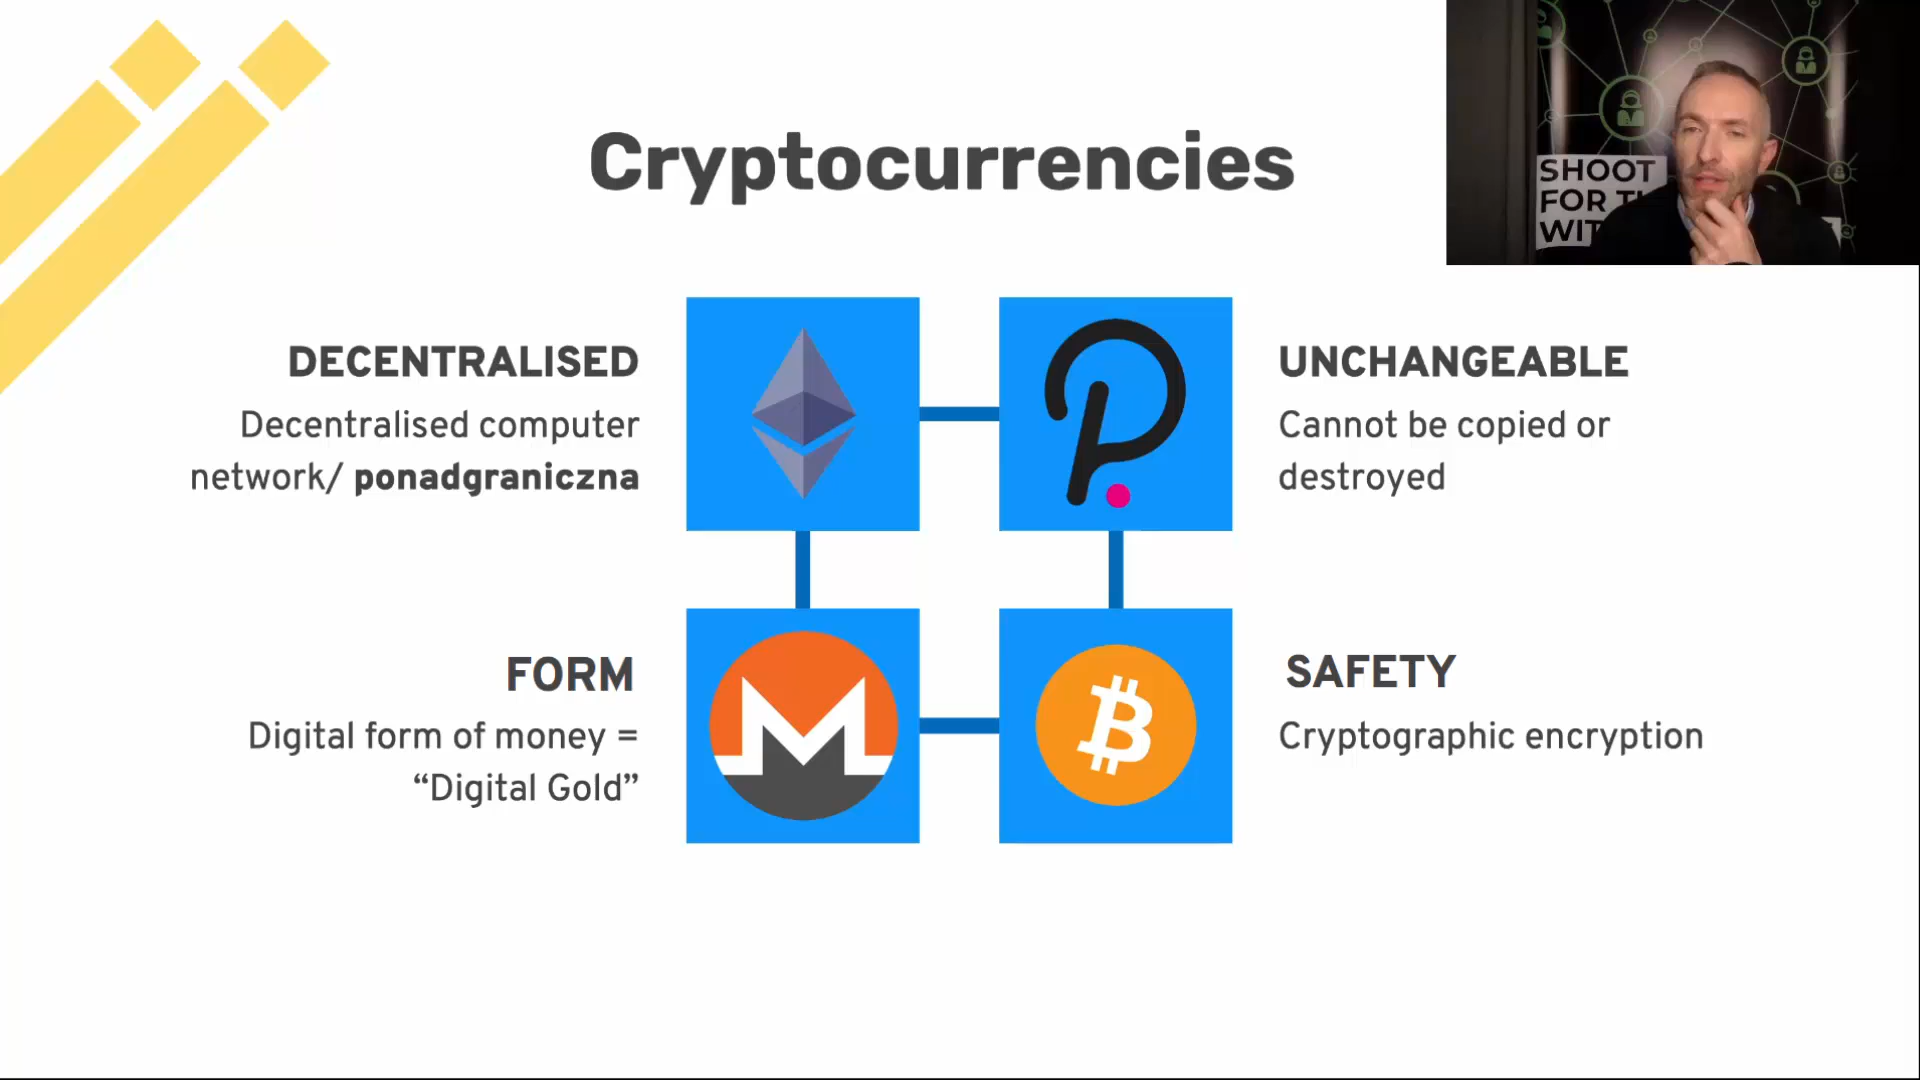 Cryptocurrencies
DECENTRALISED
Decentralised computer
network/ ponadgraniczna
UNCHANGEABLE
Cannot be copied or
destroyed
FORM
Digital form of money =
“Digital Gold”
SAFETY
Cryptographic encryption
SHOOT
FOR